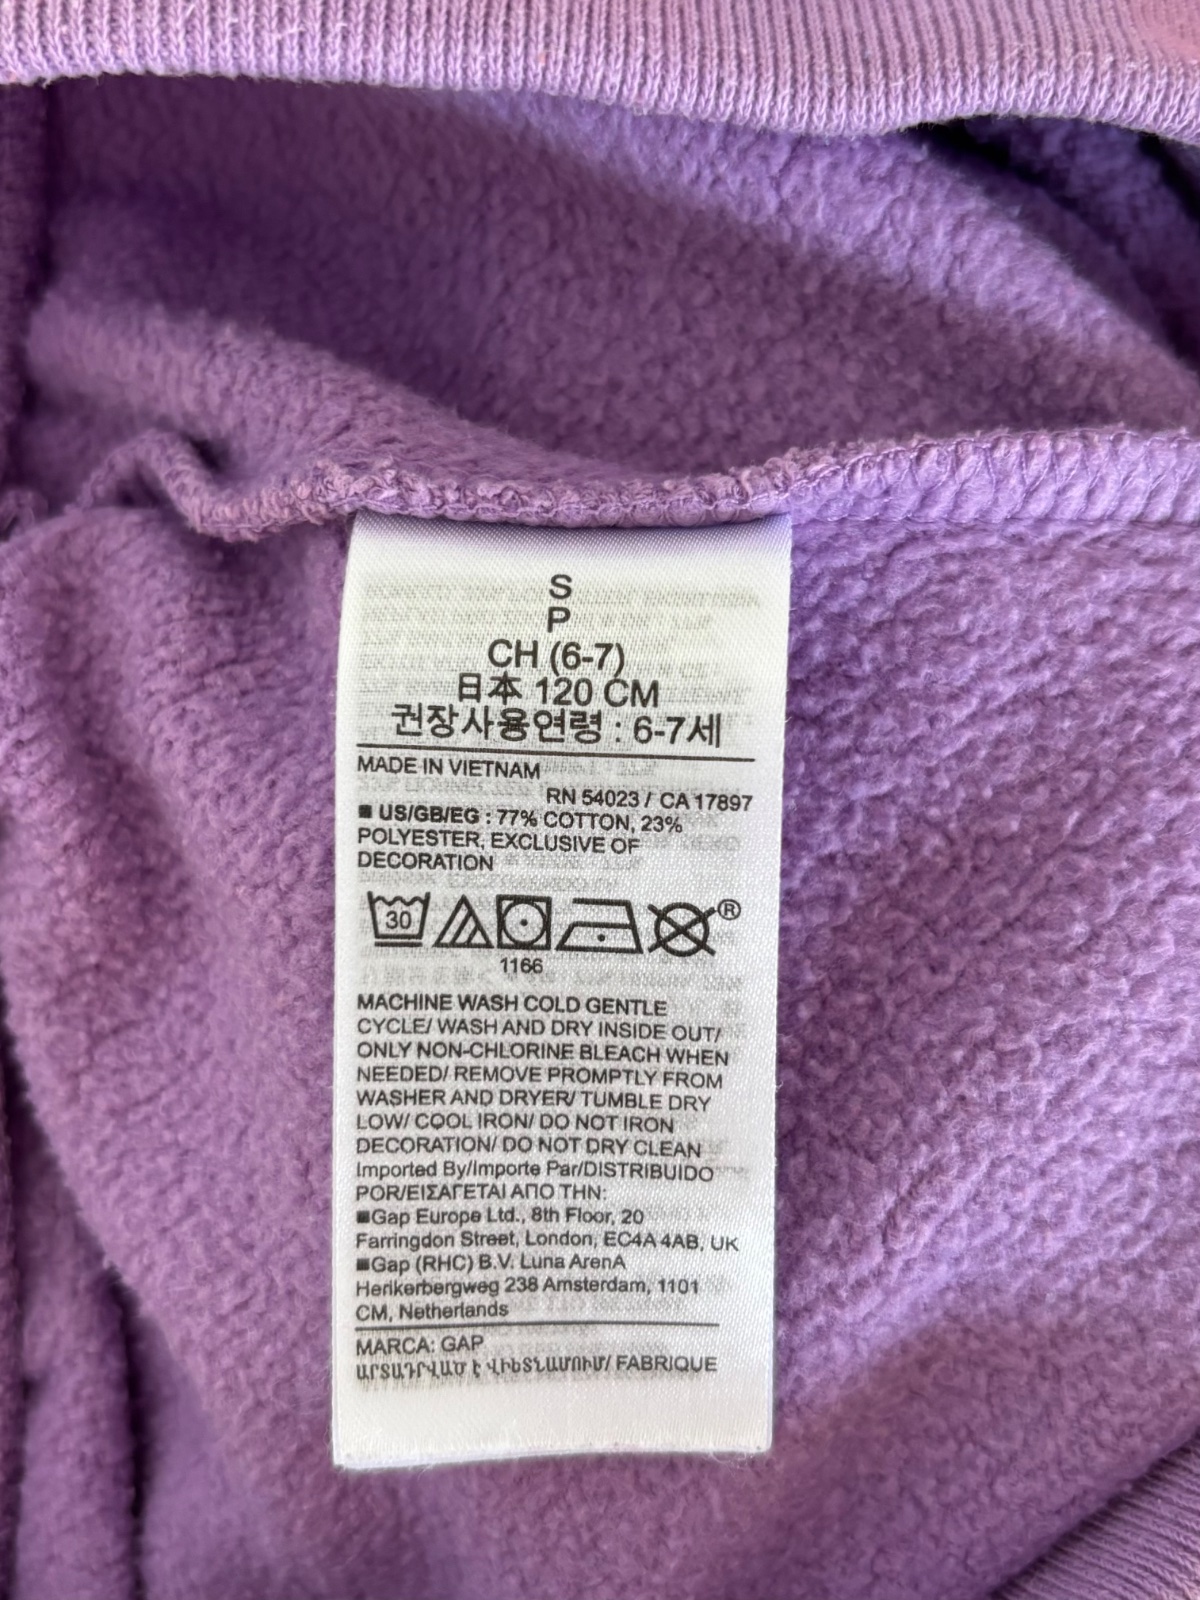 S
P
CH (6-7)
日本 120 CM
권장사용연령 : 6-7세
MADE IN VIETNAM
RN 54023 / CA 17897
■ US/GB/EG : 77% COTTON, 23%
POLYESTER, EXCLUSIVE OF
DECORATION
30
®
1166
MACHINE WASH COLD GENTLE
CYCLE/ WASH AND DRY INSIDE OUT/
ONLY NON-CHLORINE BLEACH WHEN
NEEDED/ REMOVE PROMPTLY FROM
WASHER AND DRYER/ TUMBLE DRY
LOW/ COOL IRON/ DO NOT IRON
DECORATION/ DO NOT DRY CLEAN
Imported By/Importe Par/DISTRIBUIDO
POR/ΕΙΣΑΓΕΤΑΙ ΑΠΟ ΤΗΝ:
■Gap Europe Ltd., 8th Floor, 20
Farringdon Street, London, EC4A 4AB, UK
■Gap (RHC) B.V. Luna ArenA
Herikerbergweg 238 Amsterdam, 1101
CM, Netherlands
MARCA: GAP
ԱՐՏԱԴՐՎԱԾ Է ՎԻԵՏՆԱՄՈՒՄ/ FABRIQUE